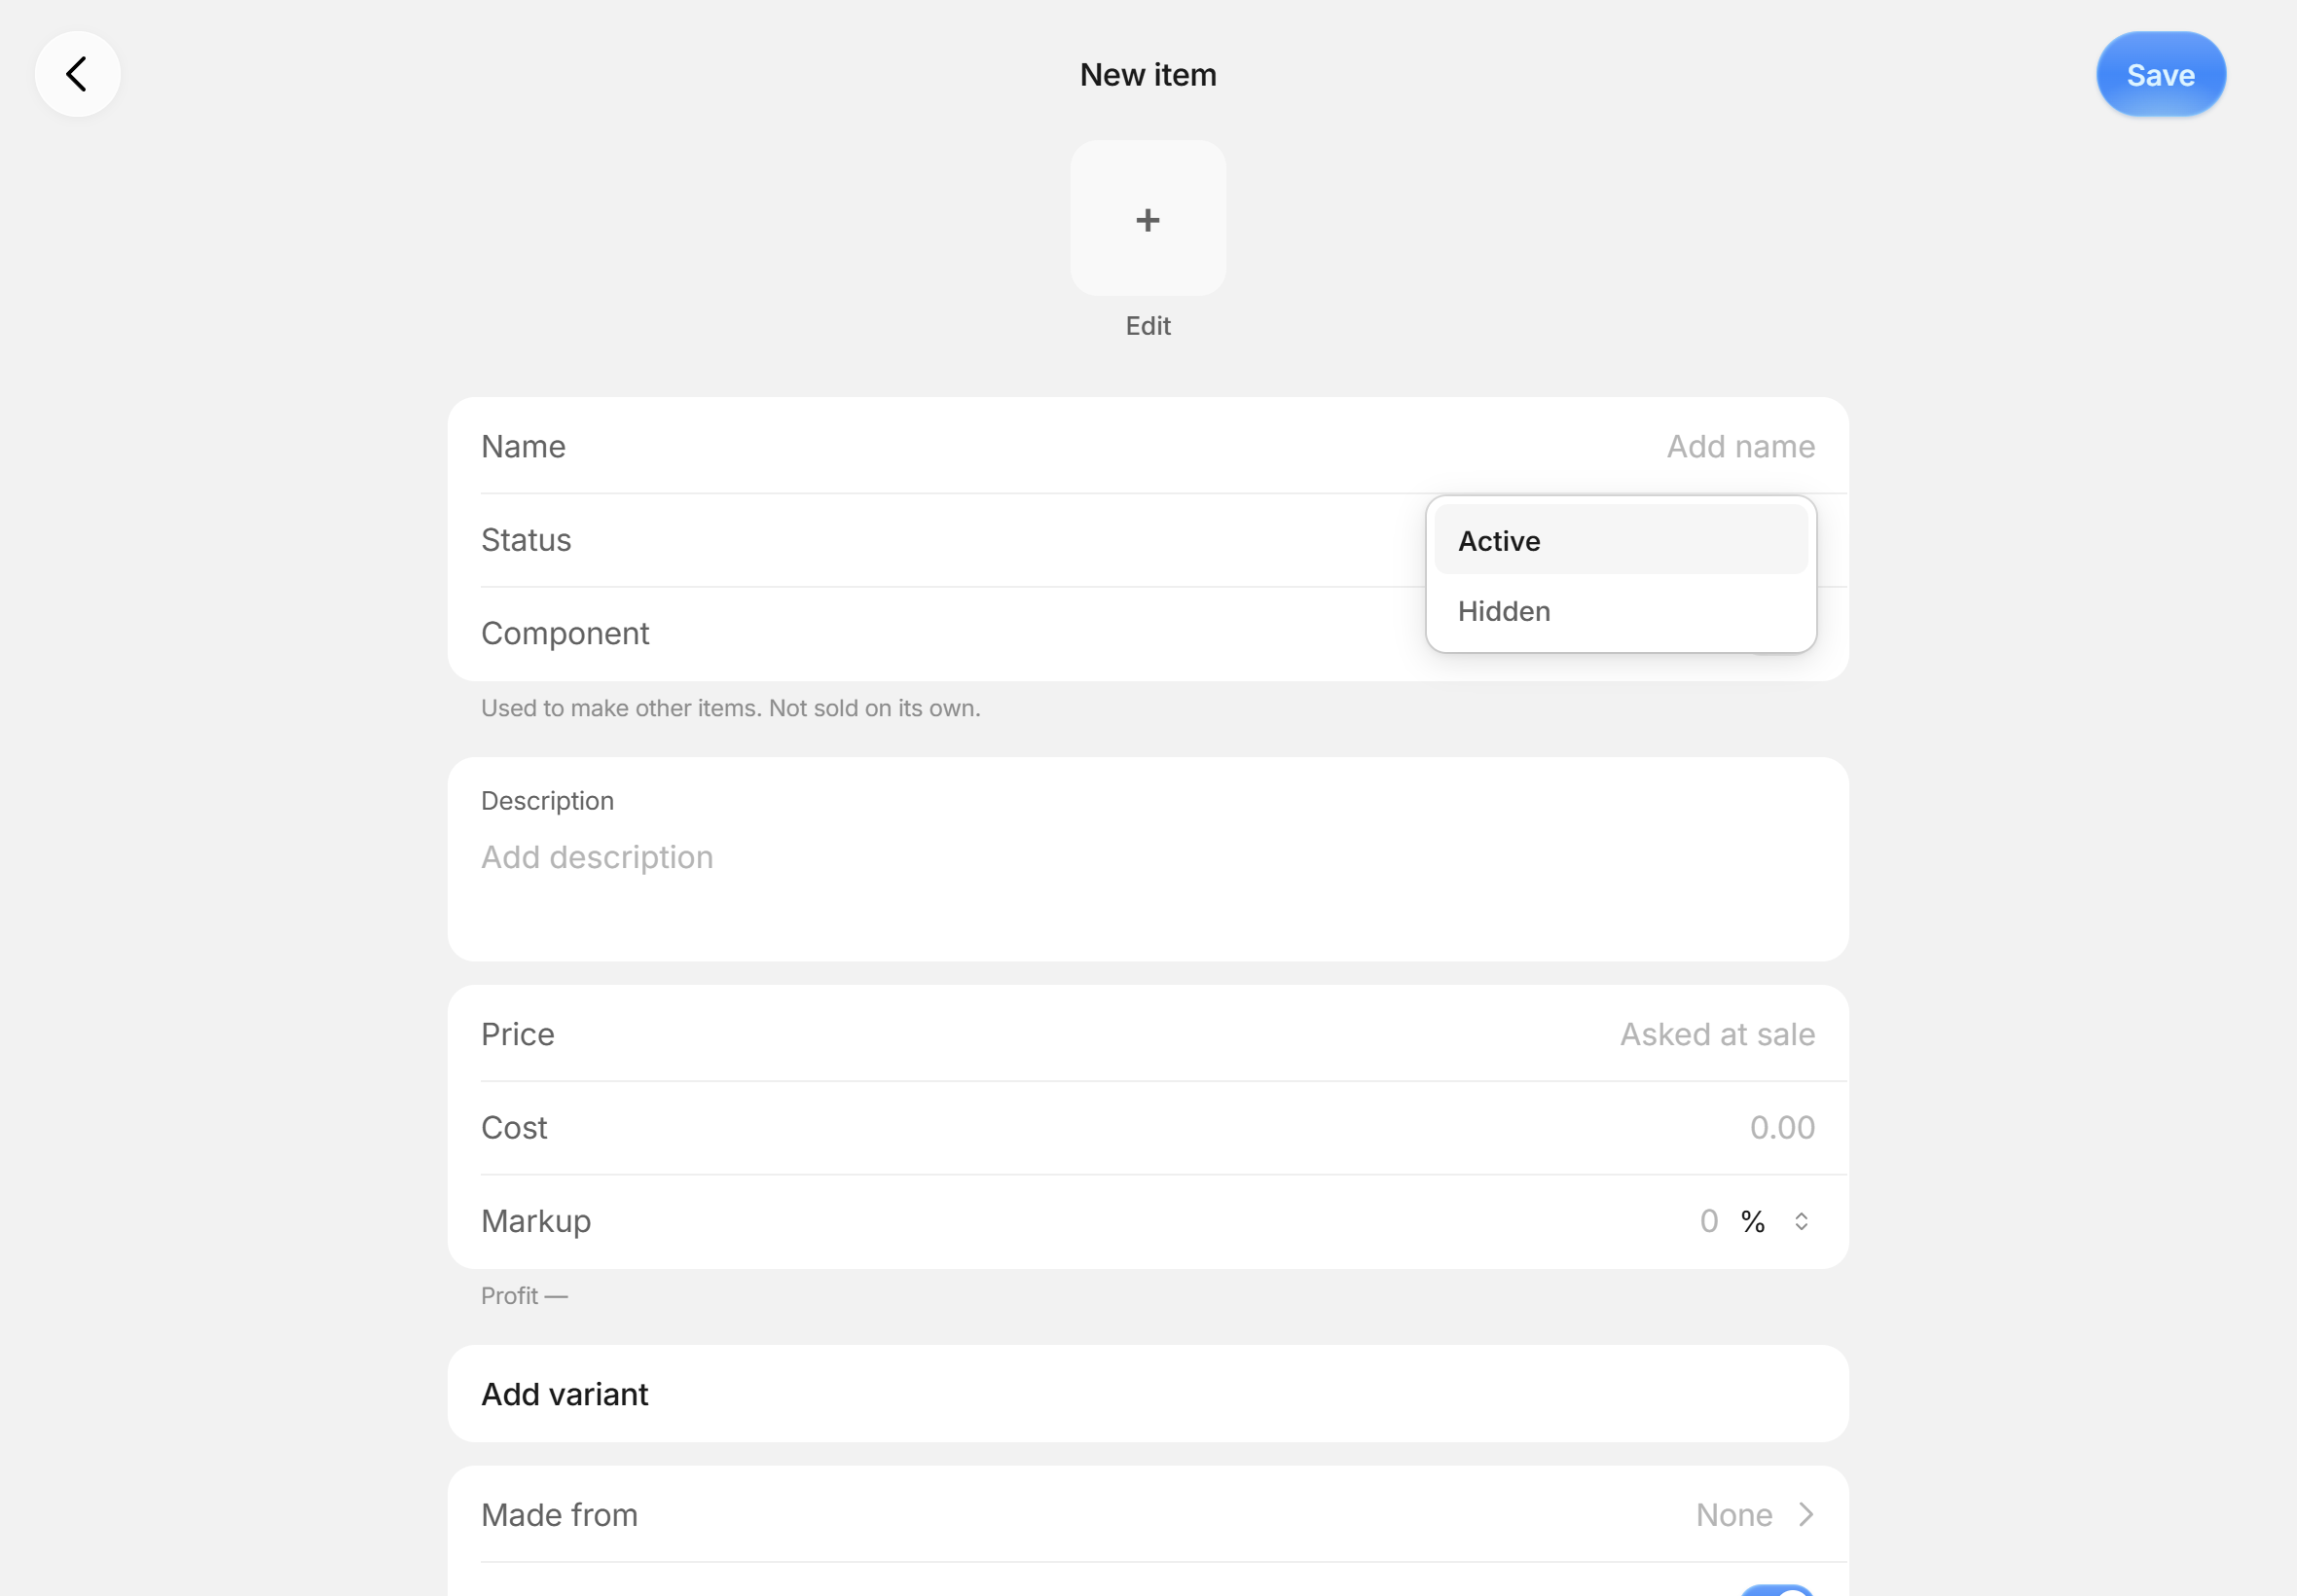 New item
Save
+
Edit
Name Add name
Status Active
Hidden
Component
Used to make other items. Not sold on its own.
Description
Add description
Price Asked at sale
Cost 0.00
Markup 0 %
Profit —
Add variant
Made from None